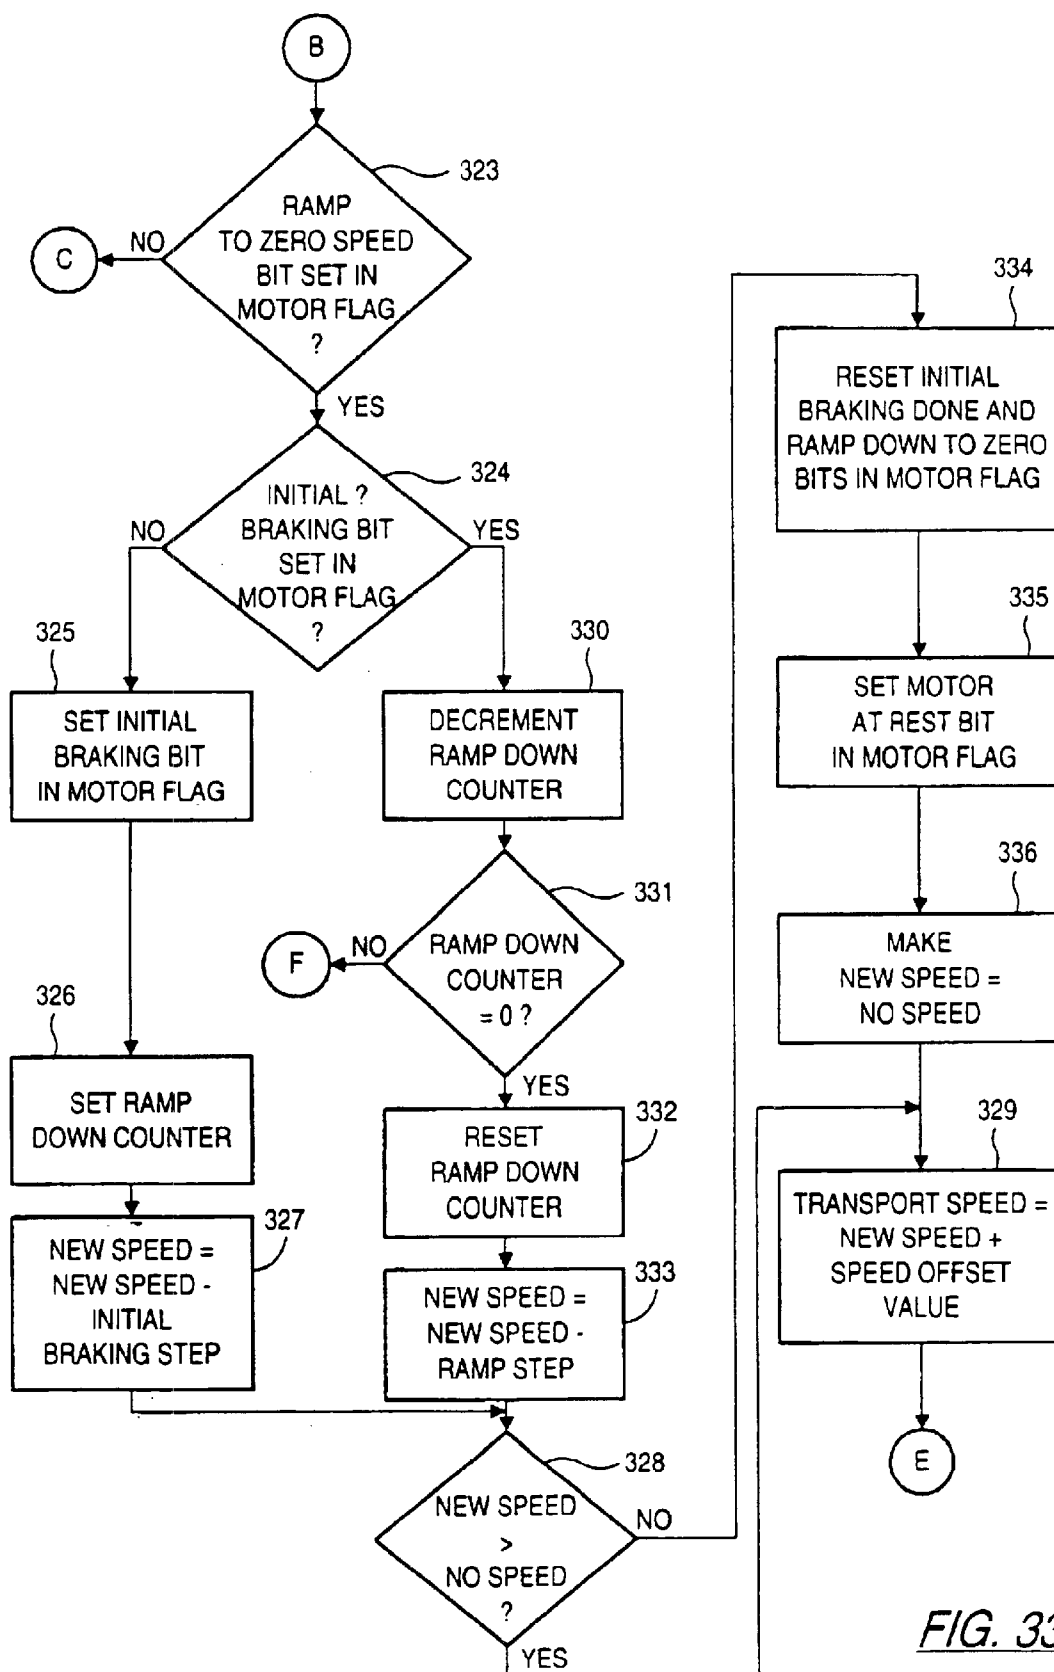 B
323
RAMP
TO ZERO SPEED
BIT SET IN
MOTOR FLAG
?
NO
C
YES
324
INITIAL ?
BRAKING BIT
SET IN
MOTOR FLAG
?
NO
YES
325
SET INITIAL
BRAKING BIT
IN MOTOR FLAG
326
SET RAMP
DOWN COUNTER
327
NEW SPEED =
NEW SPEED -
INITIAL
BRAKING STEP
330
DECREMENT
RAMP DOWN
COUNTER
331
RAMP DOWN
COUNTER
= 0 ?
NO
F
YES
332
RESET
RAMP DOWN
COUNTER
333
NEW SPEED =
NEW SPEED -
RAMP STEP
328
NEW SPEED
>
NO SPEED
?
NO
YES
334
RESET INITIAL
BRAKING DONE AND
RAMP DOWN TO ZERO
BITS IN MOTOR FLAG
335
SET MOTOR
AT REST BIT
IN MOTOR FLAG
336
MAKE
NEW SPEED =
NO SPEED
329
TRANSPORT SPEED =
NEW SPEED +
SPEED OFFSET
VALUE
E
FIG. 33